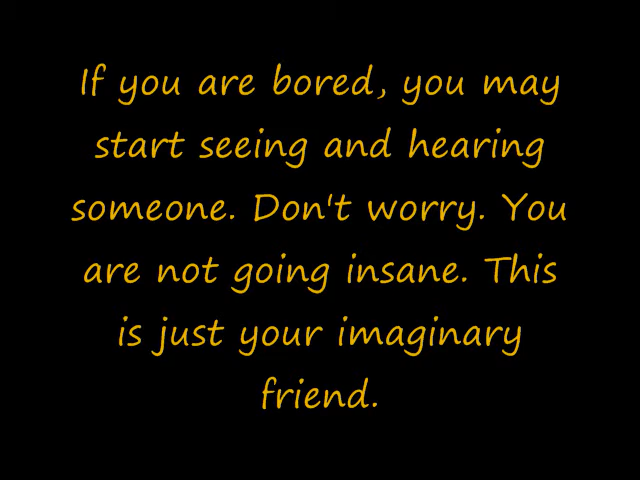 If you are bored, you may
start seeing and hearing
someone. Don't worry. You
are not going insane. This
is just your imaginary
friend.